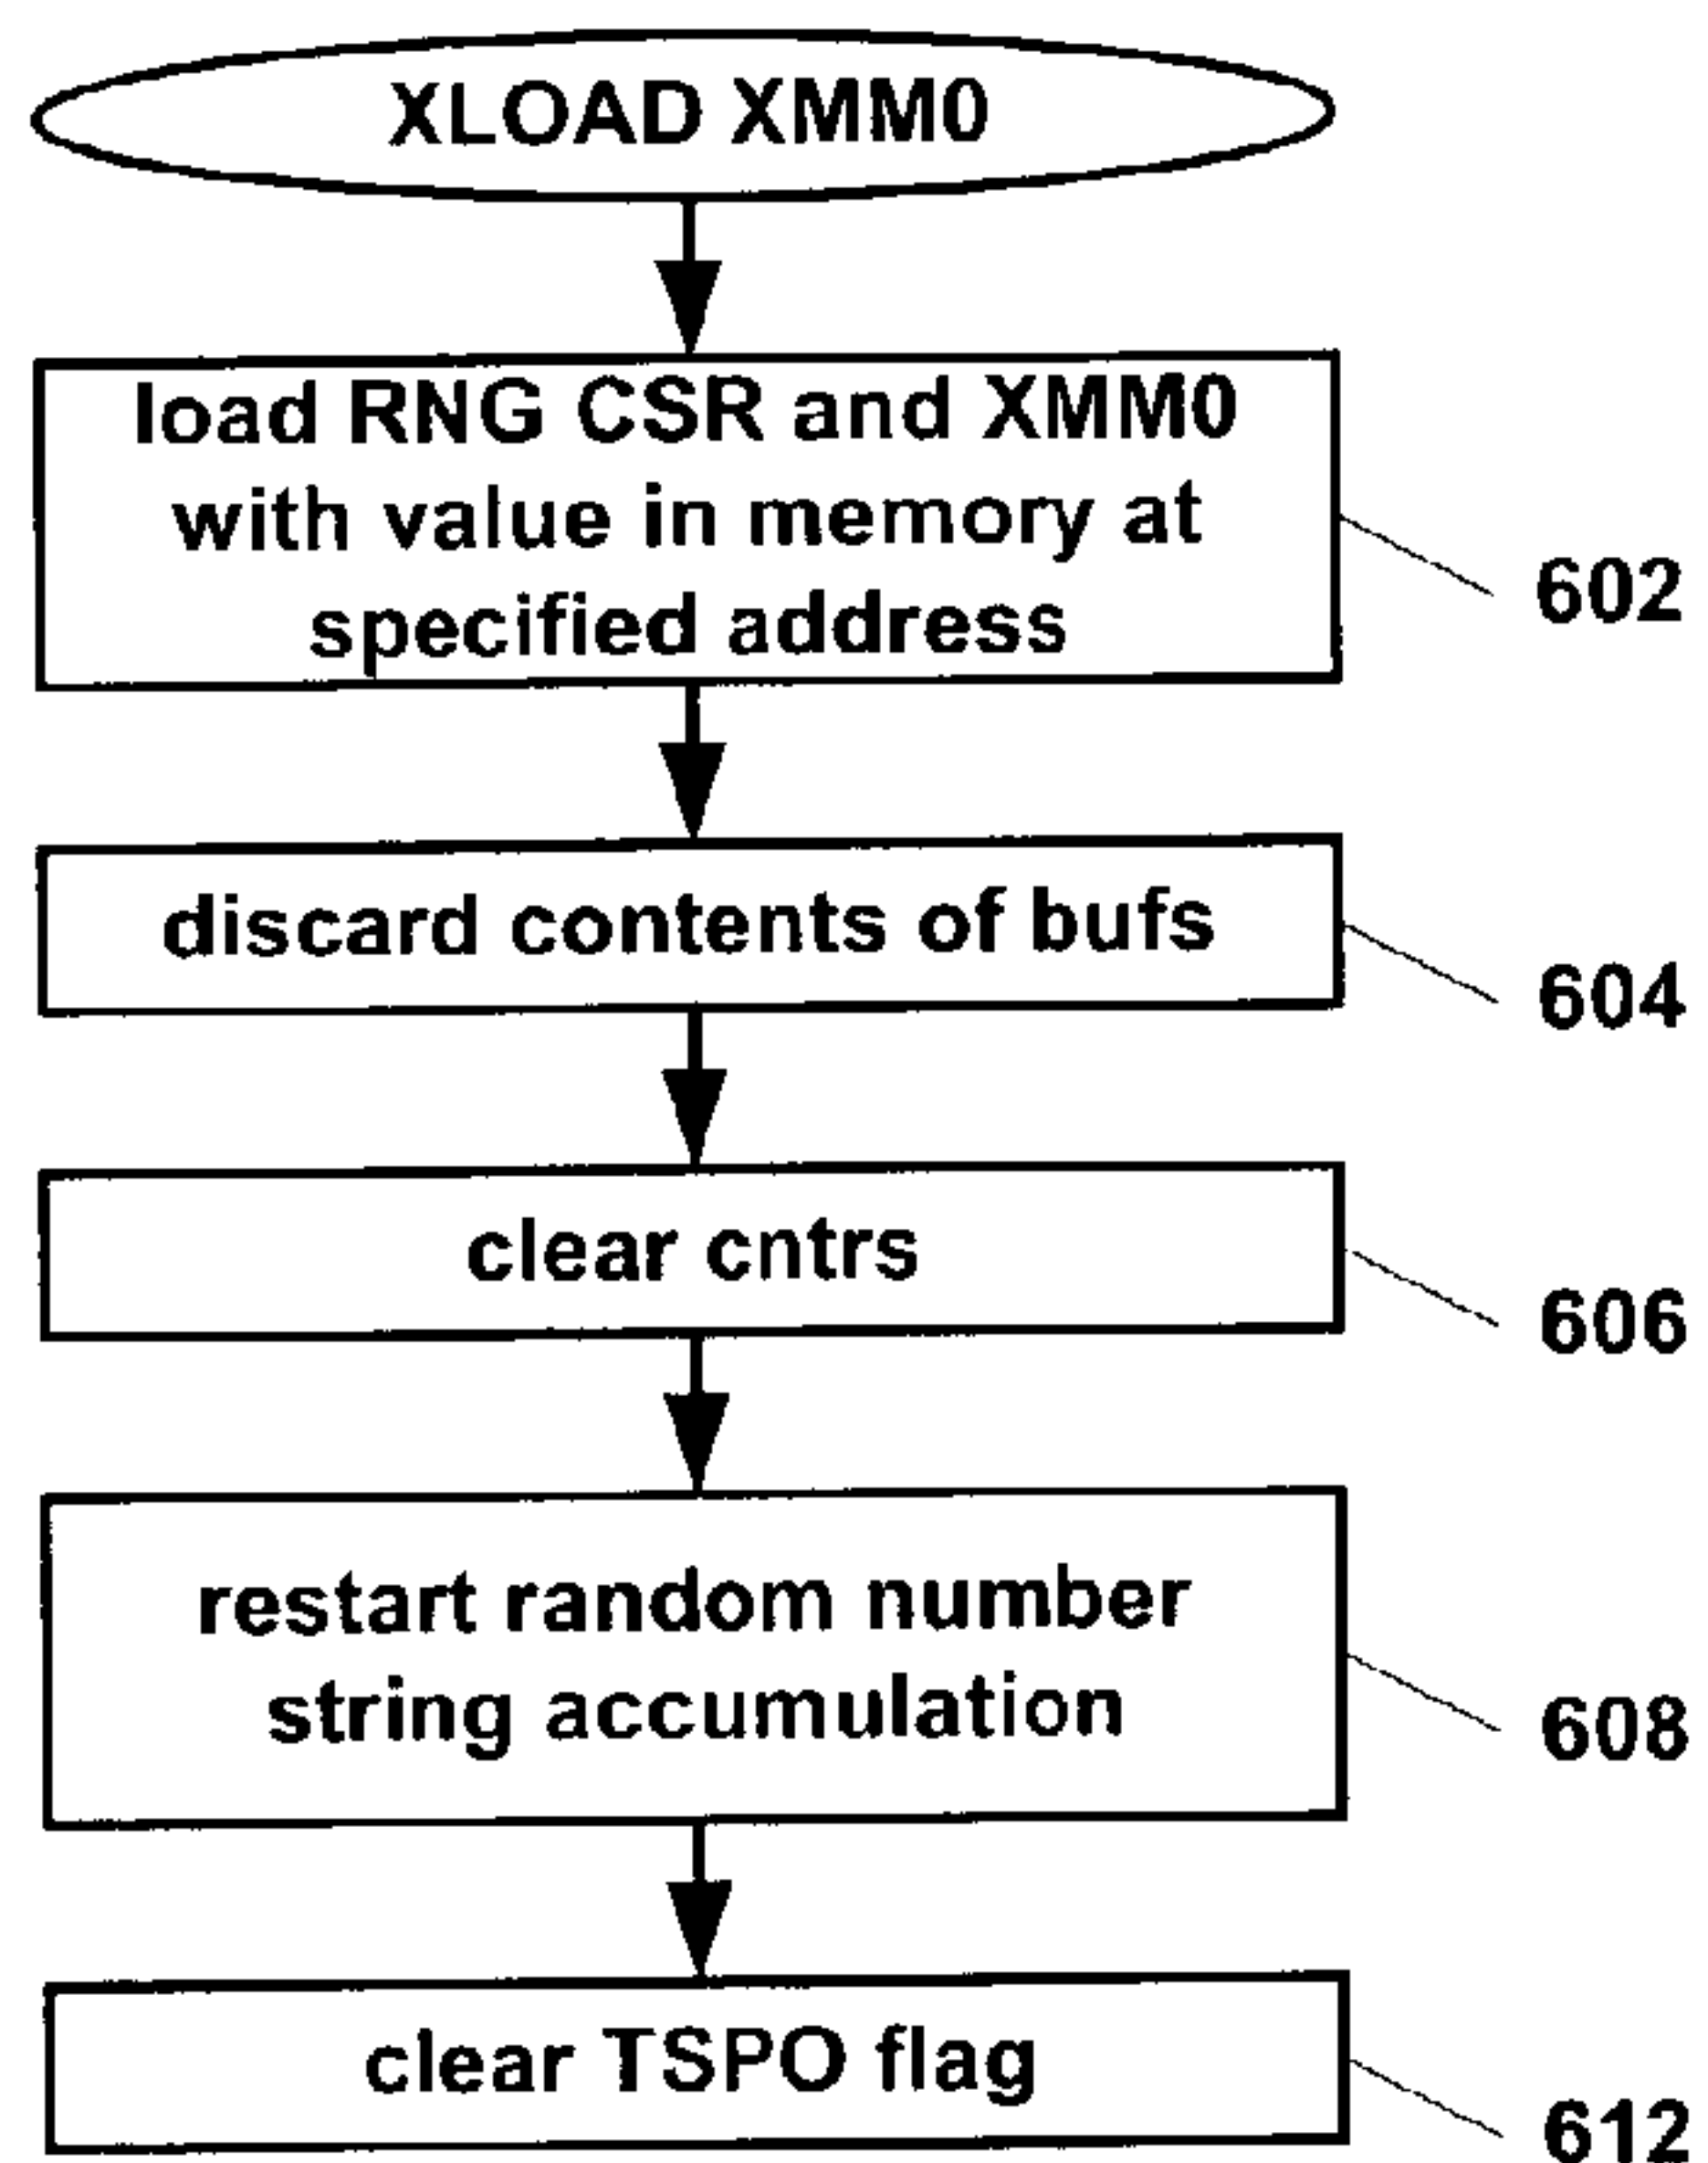 XLOAD XMM0
load RNG CSR and XMM0
with value in memory at
specified address
602
discard contents of bufs
604
clear cntrs
606
restart random number
string accumulation
608
clear TSPO flag
612